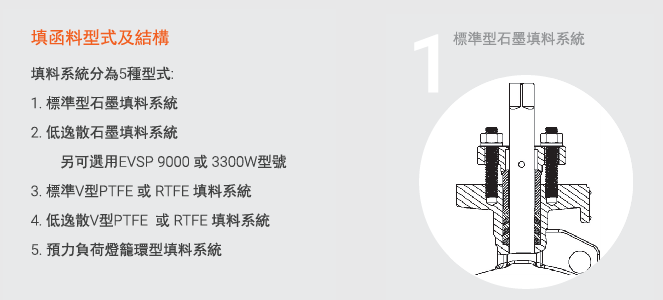 填函料型式及結構
填料系統分為5種型式:
1. 標準型石墨填料系統
2. 低逸散石墨填料系統
另可選用EVSP 9000 或 3300W型號
3. 標準V型PTFE 或 RTFE 填料系統
4. 低逸散V型PTFE 或 RTFE 填料系統
5. 預力負荷燈籠環型填料系統
1
標準型石墨填料系統